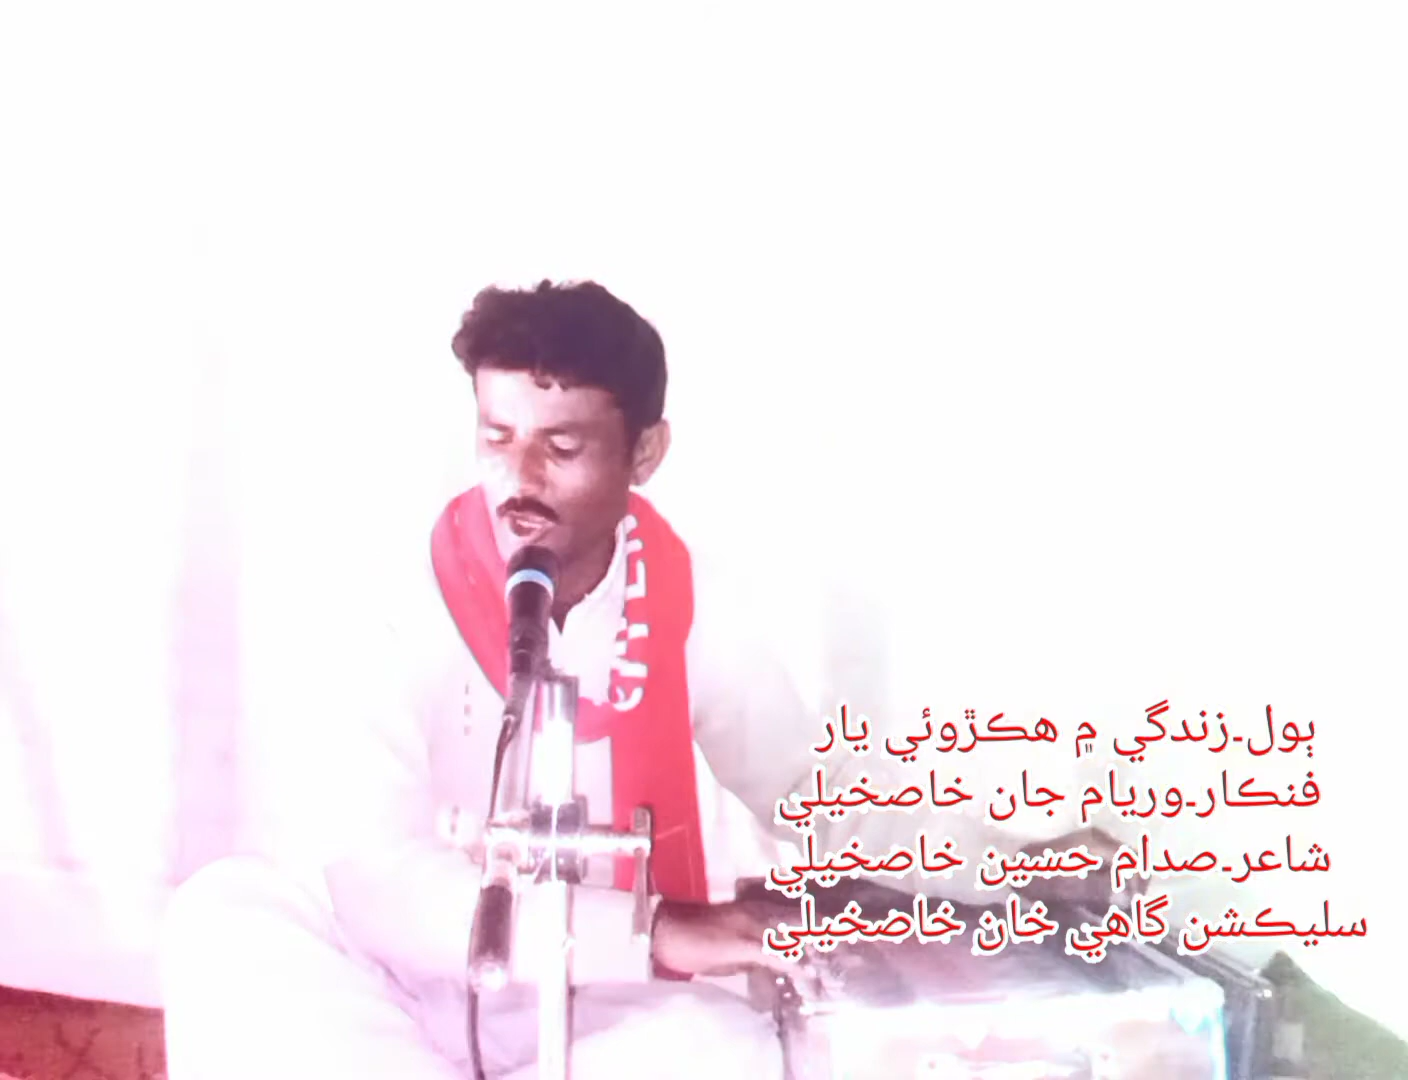 ٻول۔زندگي ۾ هڪڙوئي يار
فنڪار۔وريام جان خاصخيلي
شاعر۔صدام حسين خاصخيلي
سليڪشن گاهي خان خاصخيلي